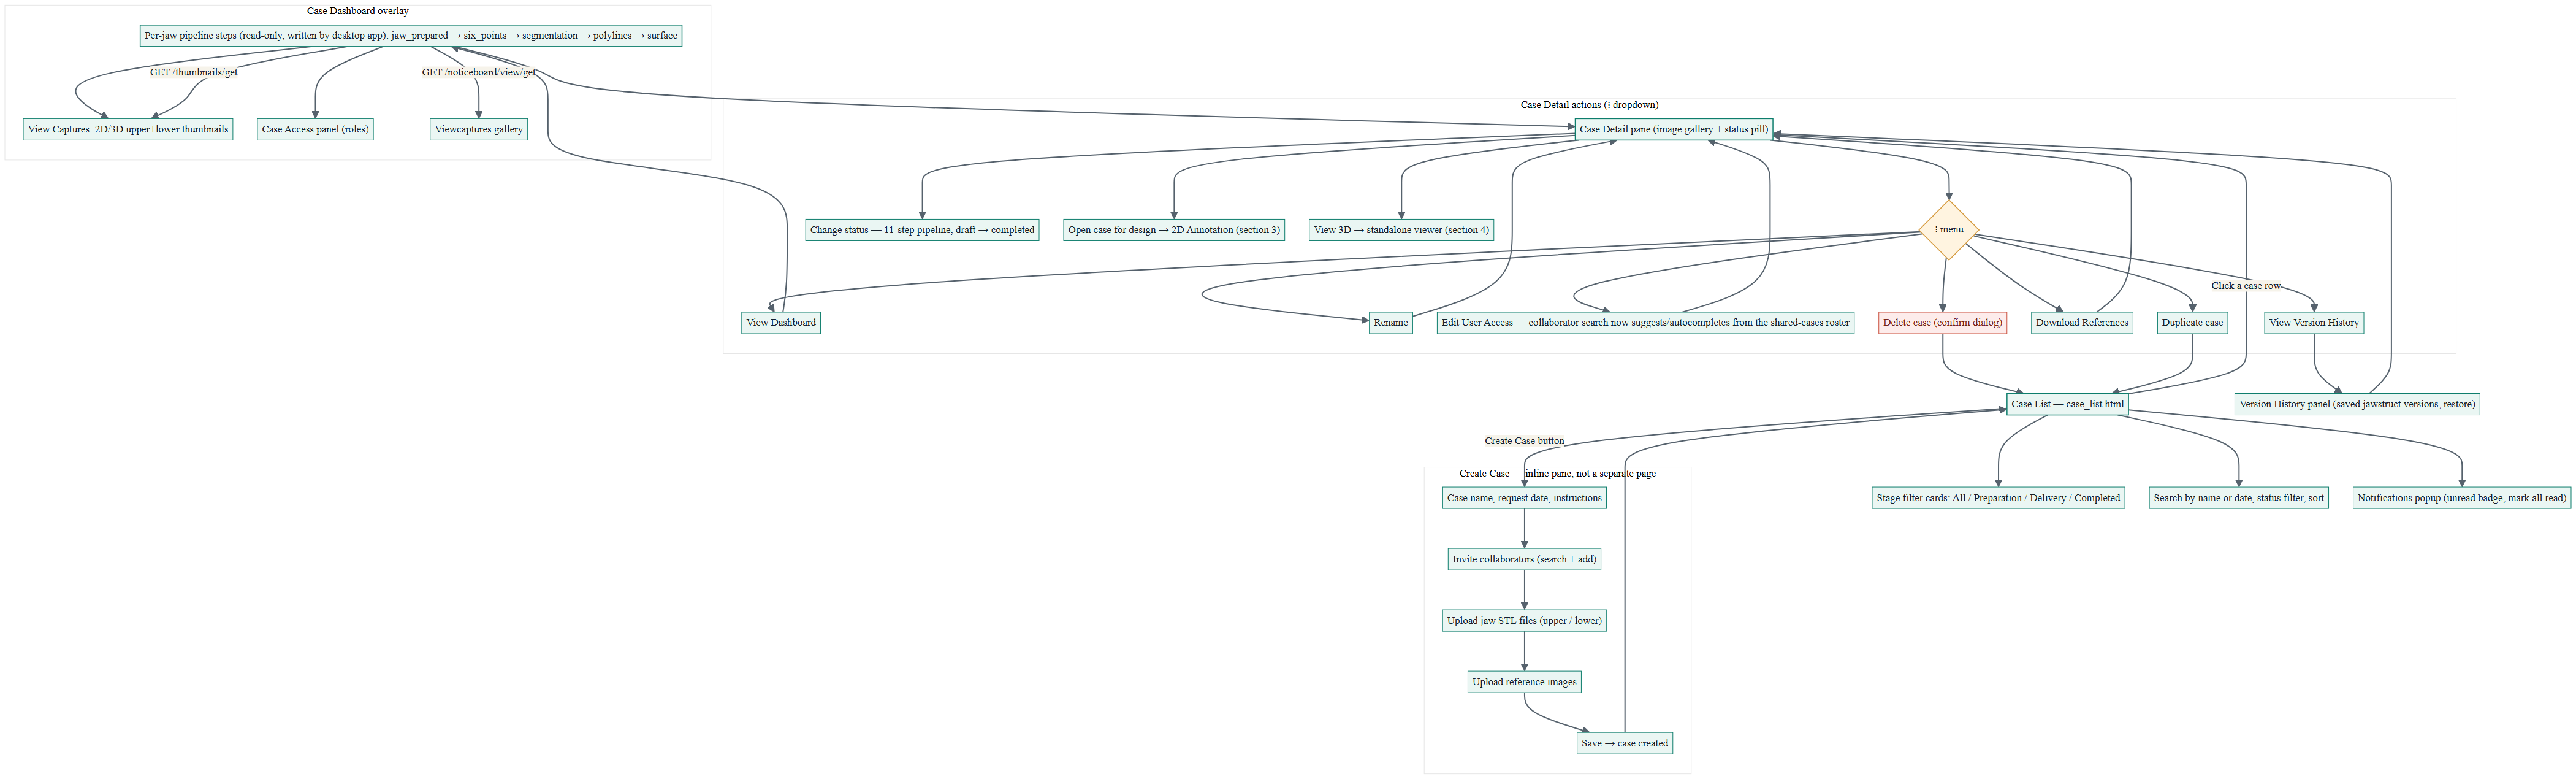 Case Dashboard overlay
Per-jaw pipeline steps (read-only, written by desktop app): jaw_prepared → six_points → segmentation → polylines → surface
GET /thumbnails/get
GET /noticeboard/view/get
View Captures: 2D/3D upper+lower thumbnails
Case Access panel (roles)
Viewcaptures gallery
Case Detail actions (⋮ dropdown)
Case Detail pane (image gallery + status pill)
Change status — 11-step pipeline, draft → completed
Open case for design → 2D Annotation (section 3)
View 3D → standalone viewer (section 4)
⋮ menu
Click a case row
View Dashboard
Rename
Edit User Access — collaborator search now suggests/autocompletes from the shared-cases roster
Delete case (confirm dialog)
Download References
Duplicate case
View Version History
Case List — case_list.html
Version History panel (saved jawstruct versions, restore)
Create Case button
Create Case — inline pane, not a separate page
Case name, request date, instructions
Stage filter cards: All / Preparation / Delivery / Completed
Search by name or date, status filter, sort
Notifications popup (unread badge, mark all read)
Invite collaborators (search + add)
Upload jaw STL files (upper / lower)
Upload reference images
Save → case created